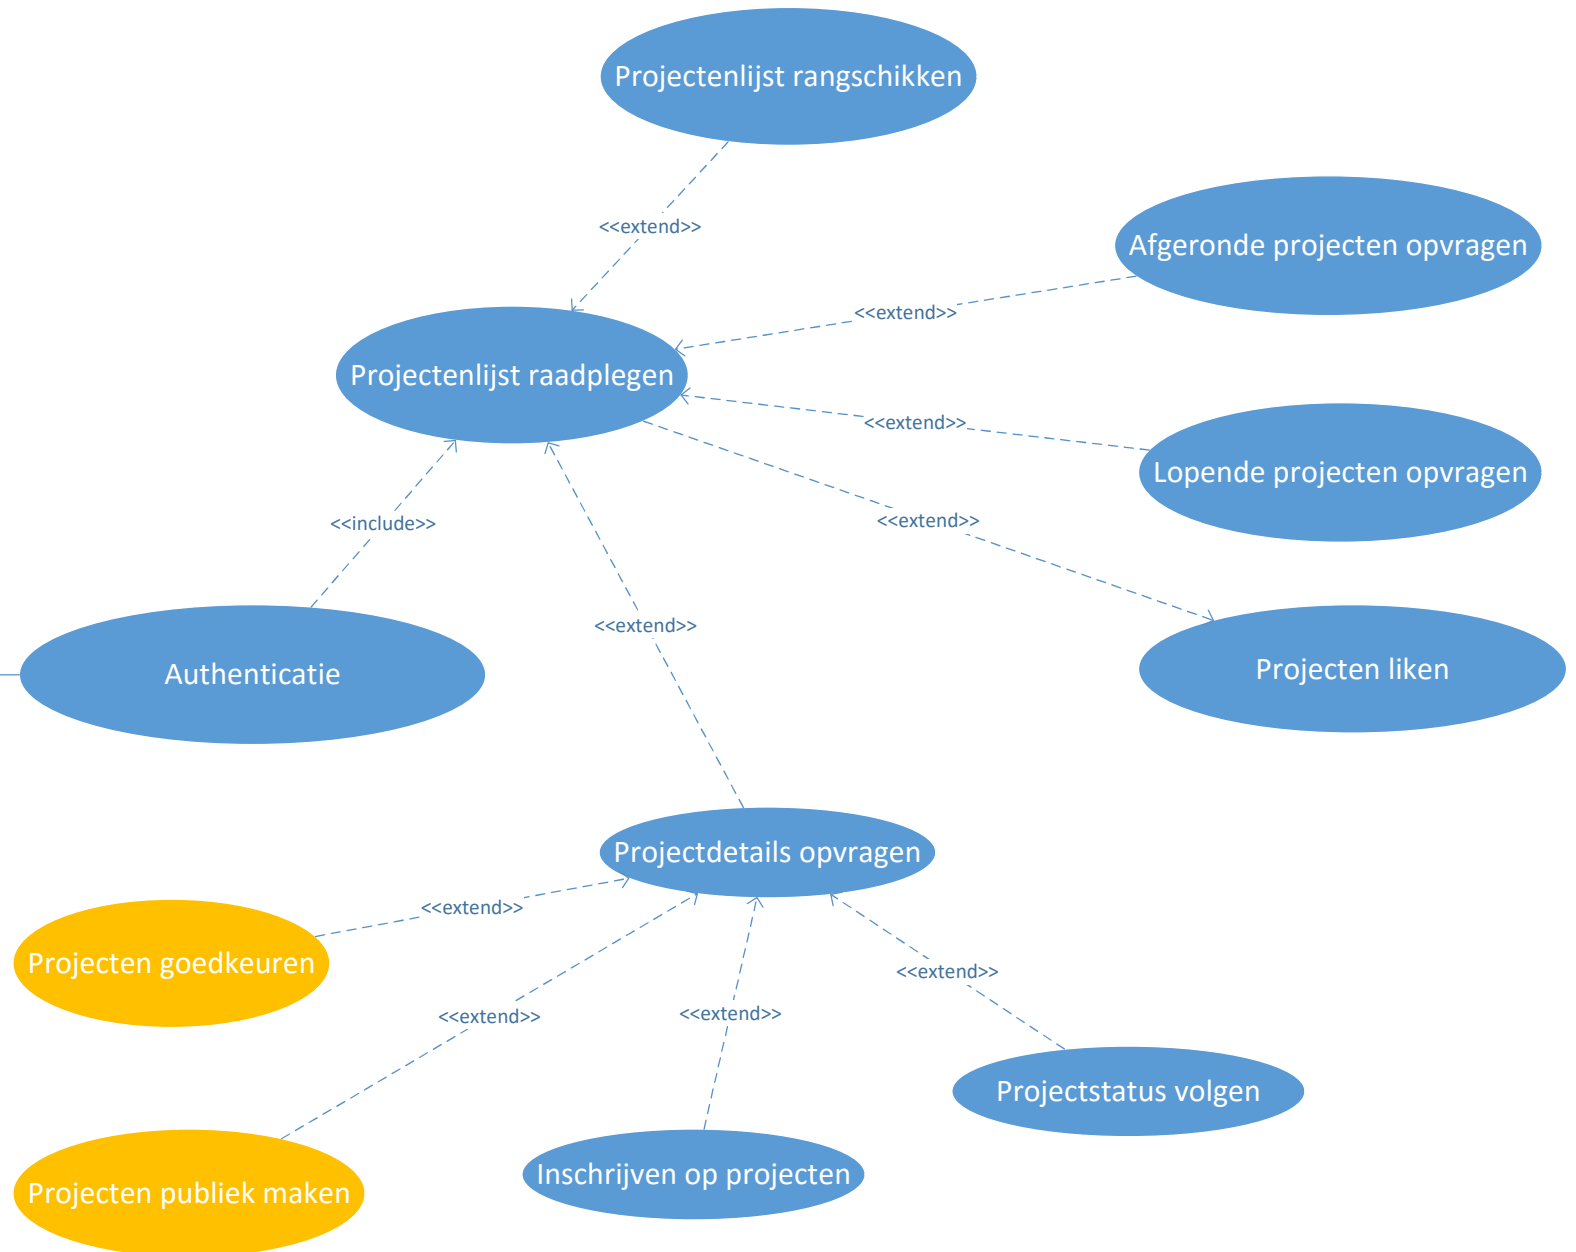 Projectenlijst rangschikken
<<extend>>
Afgeronde projecten opvragen
<<extend>>
Projectenlijst raadplegen
<<extend>>
Lopende projecten opvragen
<<extend>>
<<include>>
<<extend>>
Authenticatie
Projecten liken
Projectdetails opvragen
<<extend>>
Projecten goedkeuren
<<extend>>
<<extend>>
<<extend>>
Projectstatus volgen
Inschrijven op projecten
Projecten publiek maken